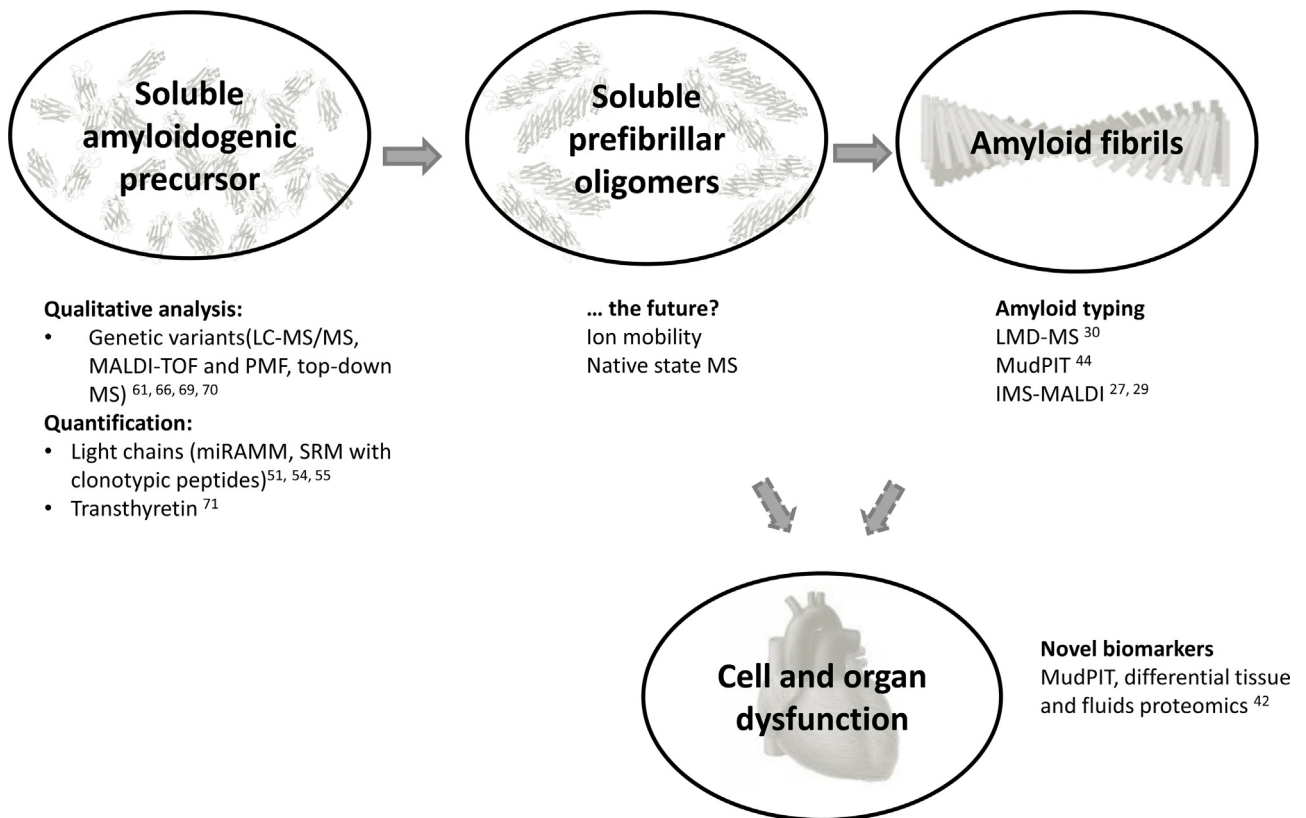 Soluble
amyloidogenic
precursor
Soluble
prefibrillar
oligomers
Amyloid fibrils
Qualitative analysis:
• Genetic variants(LC-MS/MS,
MALDI-TOF and PMF, top-down
MS) 61, 66, 69, 70
Quantification:
• Light chains (miRAMM, SRM with
clonotypic peptides)51, 54, 55
• Transthyretin 71
... the future?
Ion mobility
Native state MS
Amyloid typing
LMD-MS 30
MudPIT 44
IMS-MALDI 27, 29
Cell and organ
dysfunction
Novel biomarkers
MudPIT, differential tissue
and fluids proteomics 42